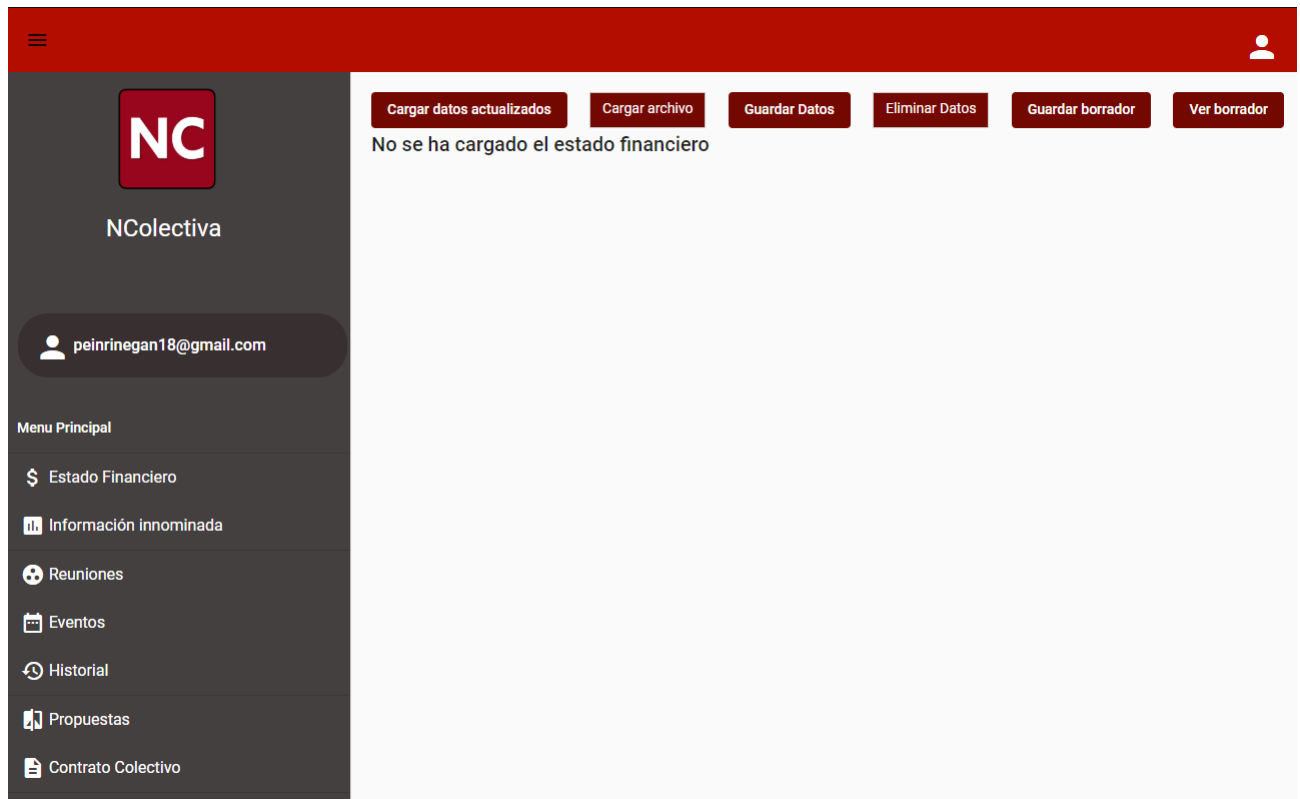 Cargar datos actualizados Cargar archivo Guardar Datos Eliminar Datos Guardar borrador Ver borrador
No se ha cargado el estado financiero
NC
NColectiva
peinrinegan18@gmail.com
Menu Principal
Estado Financiero
Información innominada
Reuniones
Eventos
Historial
Propuestas
Contrato Colectivo